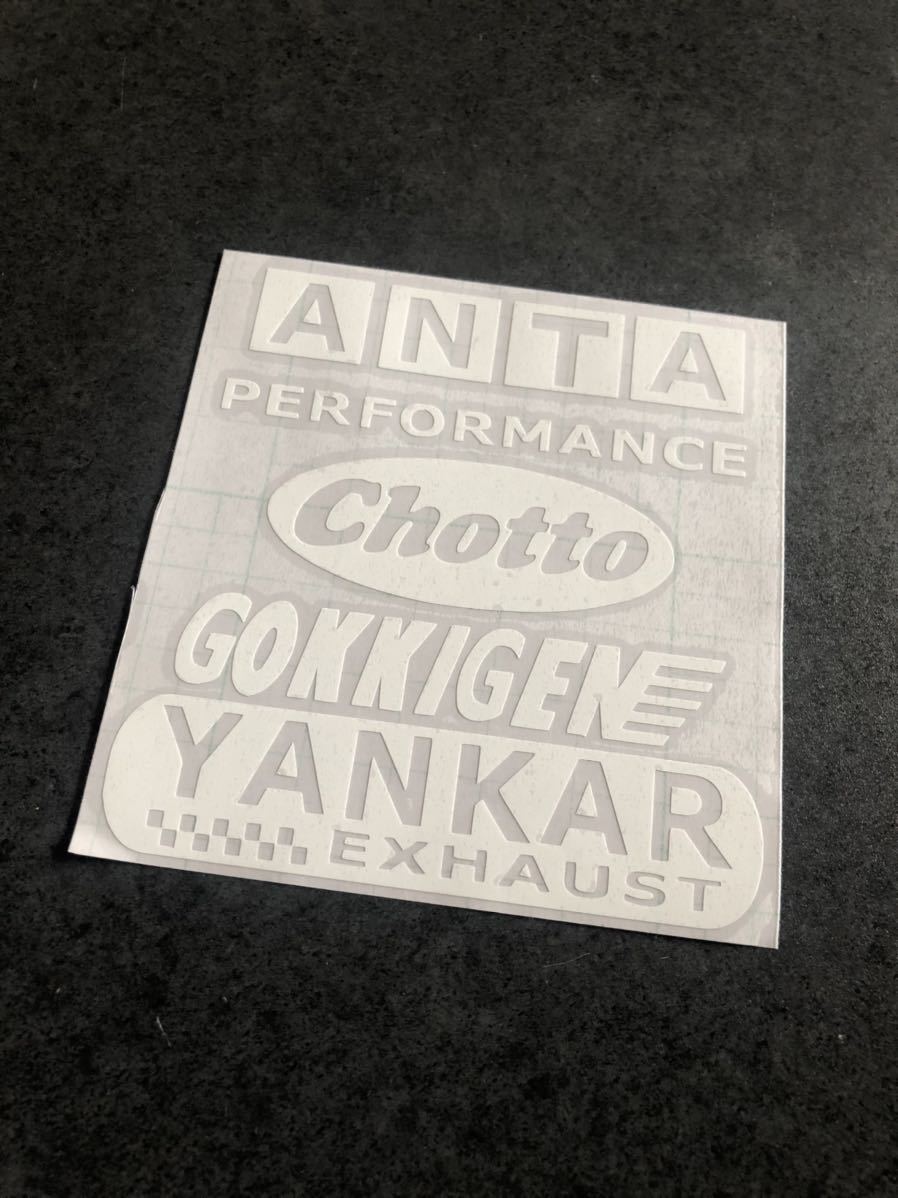 ANTA
PERFORMANCE
Chotto
GOKKIGEN
YANKAR
EXHAUST